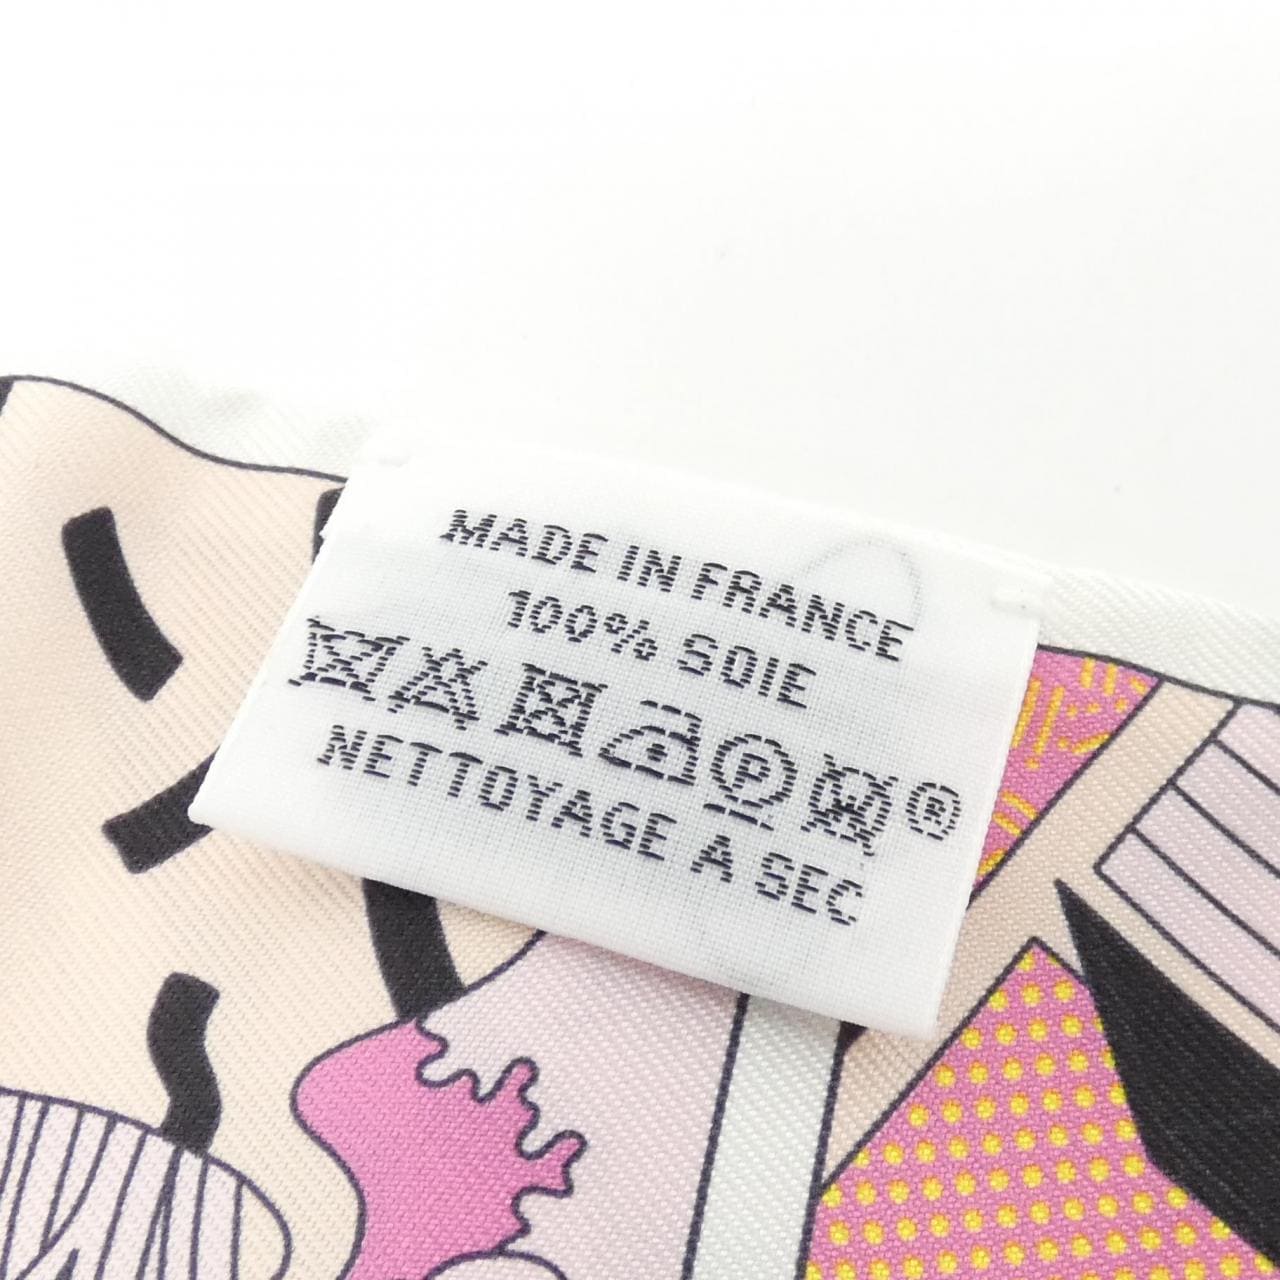 MADE IN FRANCE
100% SOIE
P ®
NETTOYAGE A SEC